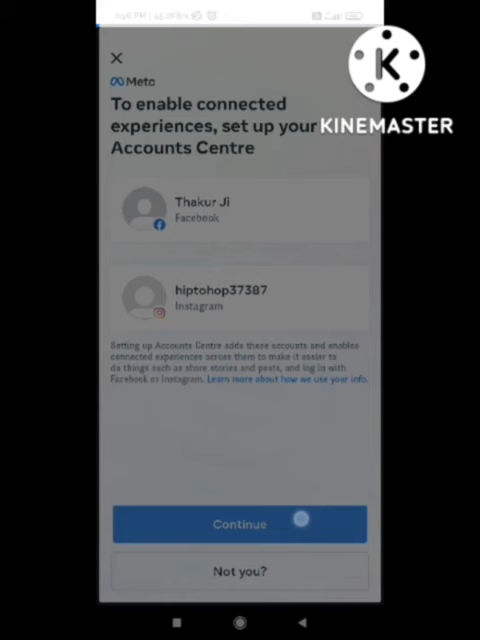 KINEMASTER
Meta
To enable connected
experiences, set up your
Accounts Centre
Thakur Ji
Facebook
hiptohop37387
Instagram
Setting up Accounts Centre adds these accounts and enables
connected experiences across them to make it easier to
do things such as share stories and posts, and log in with
Facebook or Instagram. Learn more about how we use your info.
Continue
Not you?